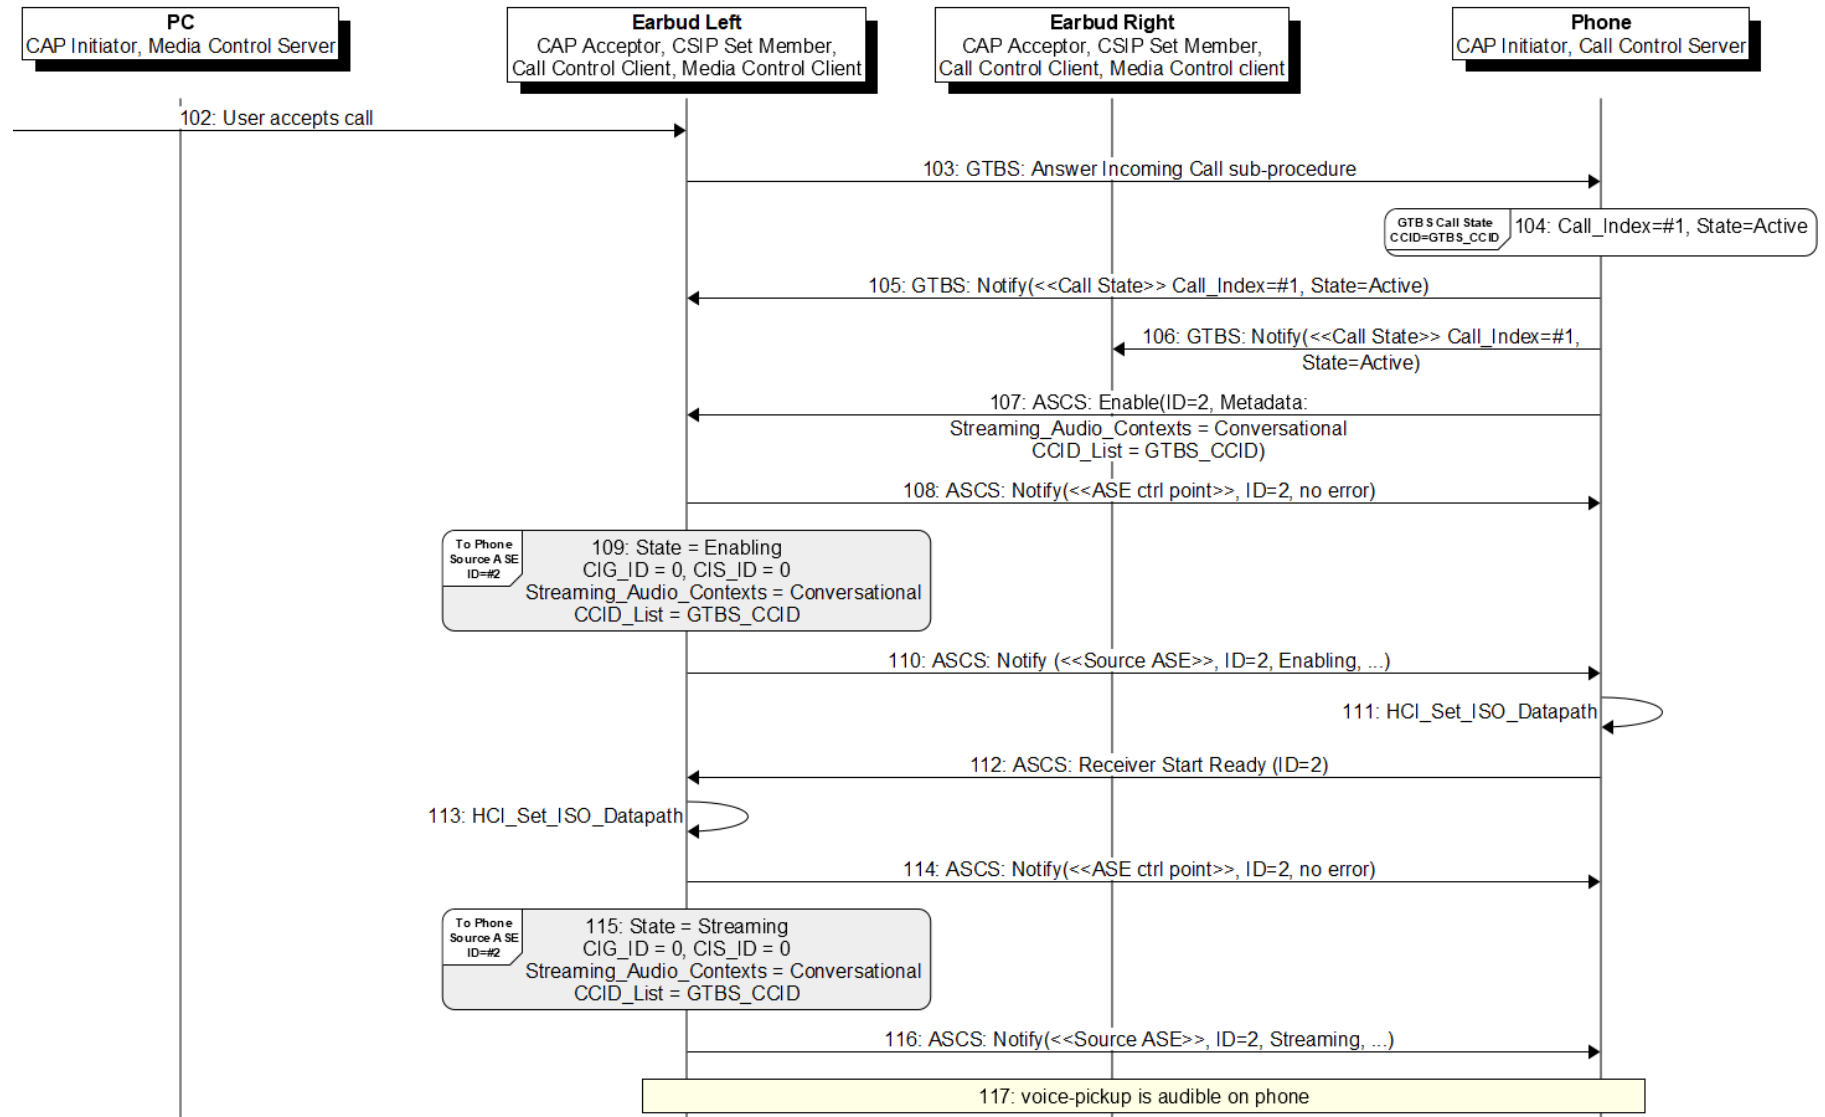 PC
CAP Initiator, Media Control Server
Earbud Left
CAP Acceptor, CSIP Set Member,
Call Control Client, Media Control Client
Earbud Right
CAP Acceptor, CSIP Set Member,
Call Control Client, Media Control client
Phone
CAP Initiator, Call Control Server
102: User accepts call
103: GTBS: Answer Incoming Call sub-procedure
GTBS Call State
CCID=GTBS_CCID
104: Call_Index=#1, State=Active
105: GTBS: Notify(<<Call State>> Call_Index=#1, State=Active)
106: GTBS: Notify(<<Call State>> Call_Index=#1,
State=Active)
107: ASCS: Enable(ID=2, Metadata:
Streaming_Audio_Contexts = Conversational
CCID_List = GTBS_CCID)
108: ASCS: Notify(<<ASE ctrl point>>, ID=2, no error)
To Phone
Source ASE
ID=#2
109: State = Enabling
CIG_ID = 0, CIS_ID = 0
Streaming_Audio_Contexts = Conversational
CCID_List = GTBS_CCID
110: ASCS: Notify (<<Source ASE>>, ID=2, Enabling, ...)
111: HCI_Set_ISO_Datapath
112: ASCS: Receiver Start Ready (ID=2)
113: HCI_Set_ISO_Datapath
114: ASCS: Notify(<<ASE ctrl point>>, ID=2, no error)
To Phone
Source ASE
ID=#2
115: State = Streaming
CIG_ID = 0, CIS_ID = 0
Streaming_Audio_Contexts = Conversational
CCID_List = GTBS_CCID
116: ASCS: Notify(<<Source ASE>>, ID=2, Streaming, ...)
117: voice-pickup is audible on phone